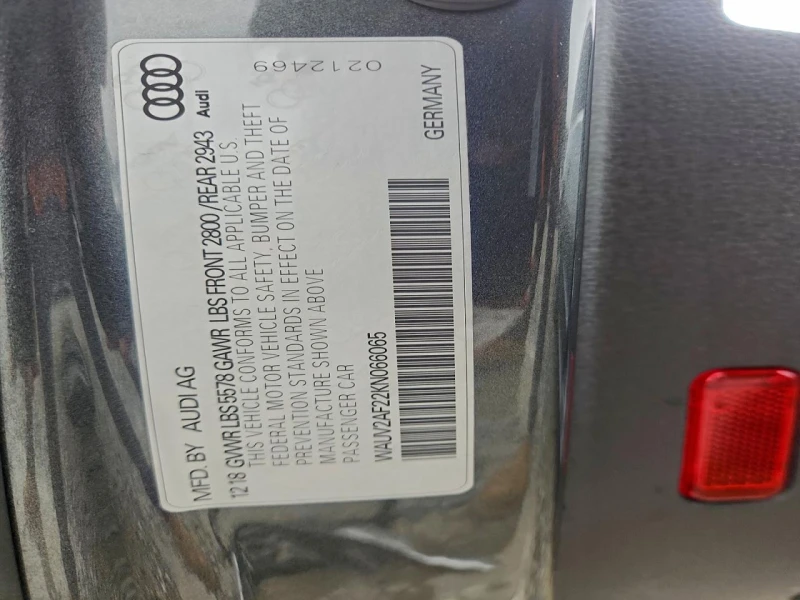 MFD. BY AUDI AG
Audi
12 18 GVWR LBS 5578 GAWR LBS FRONT 2800 / REAR 2943
THIS VEHICLE CONFORMS TO ALL APPLICABLE U.S.
FEDERAL MOTOR VEHICLE SAFETY, BUMPER AND THEFT
PREVENTION STANDARDS IN EFFECT ON THE DATE OF
MANUFACTURE SHOWN ABOVE
PASSENGER CAR
WAUV2AF22KN066065
GERMANY